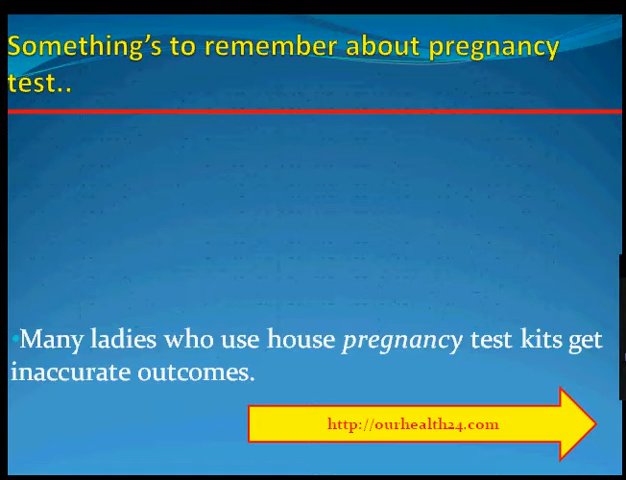 Something's to remember about pregnancy
test..
•Many ladies who use house pregnancy test kits get
inaccurate outcomes.
http://ourhealth24.com